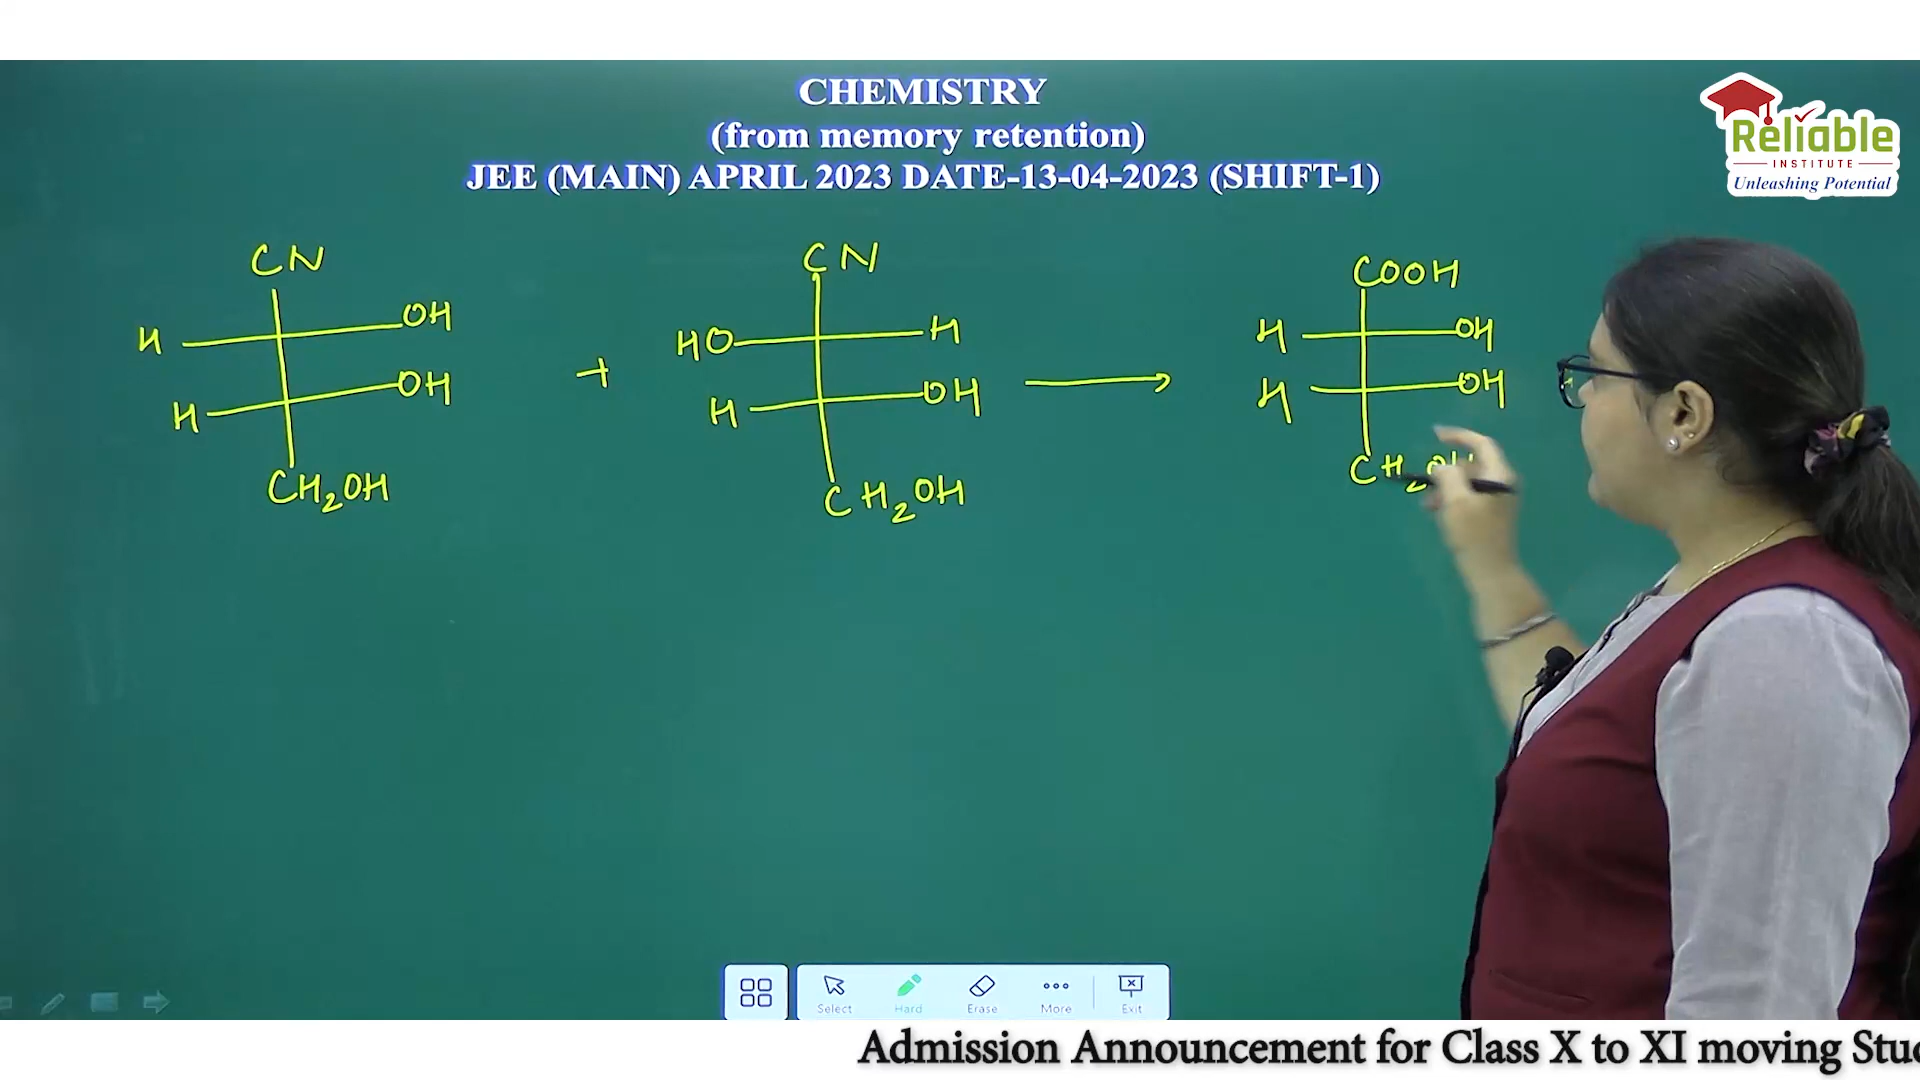 CHEMISTRY
(from memory retention)
JEE (MAIN) APRIL 2023 DATE-13-04-2023 (SHIFT-1)
Reliable
INSTITUTE
Unleashing Potential
CN
H OH
H OH
CH2OH
+
CN
HO H
H OH
CH2OH
COOH
H OH
H OH
CH2OH
Select
Hard
Erase
More
Exit
Admission Announcement for Class X to XI moving Stu